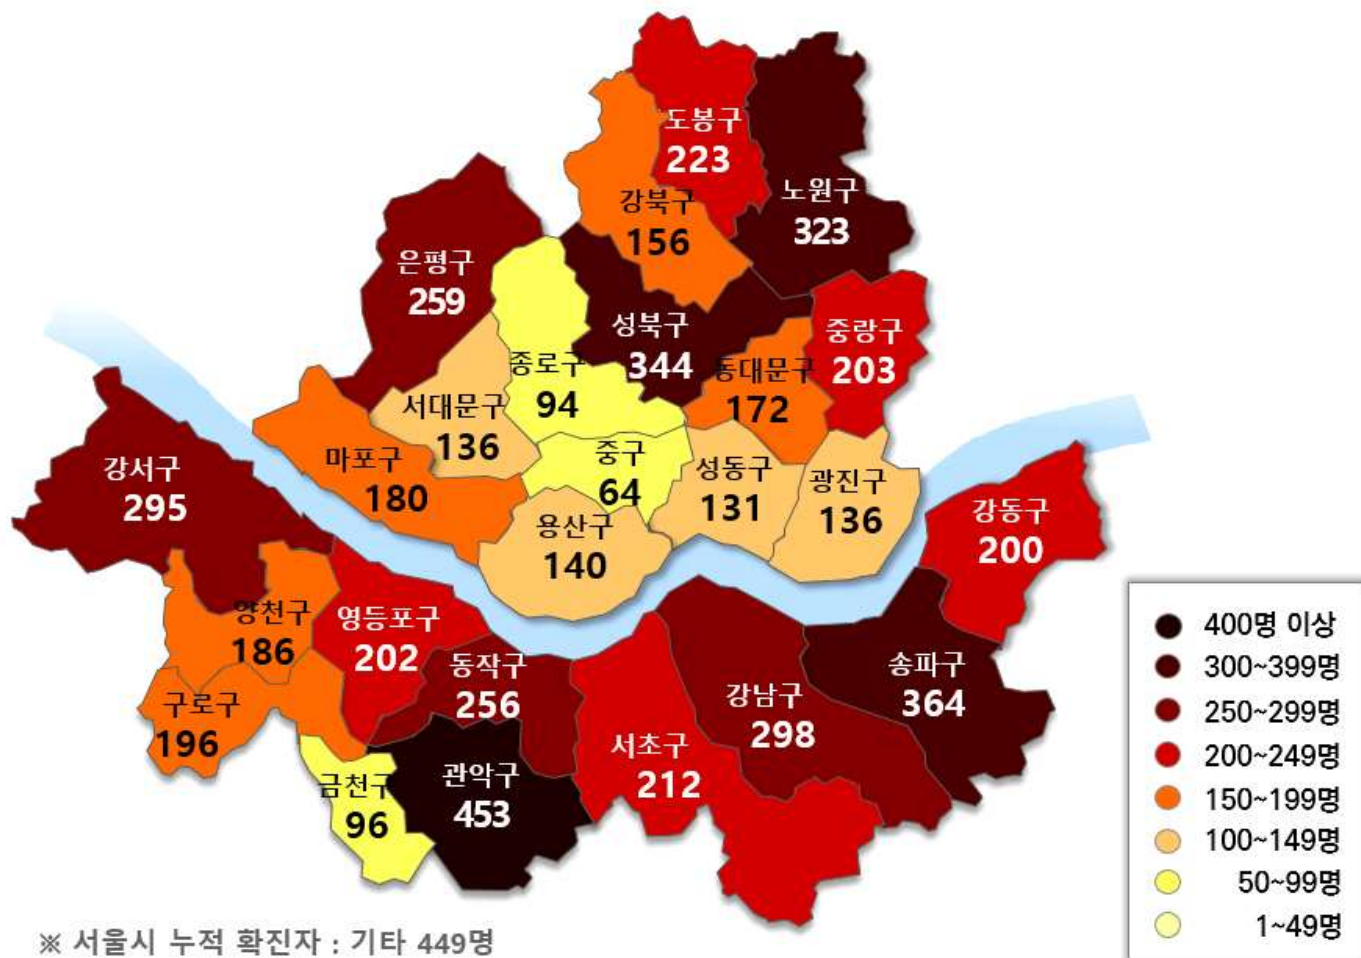 도봉구
223
노원구
323
강북구
156
은평구
259
성북구
344
중랑구
203
종로구
94
동대문구
172
서대문구
136
마포구
180
중구
64
성동구
131
광진구
136
강서구
295
용산구
140
강동구
200
양천구
186
영등포구
202
동작구
256
송파구
364
구로구
196
강남구
298
서초구
212
금천구
96
관악구
453
400명 이상
300~399명
250~299명
200~249명
150~199명
100~149명
50~99명
1~49명
※ 서울시 누적 확진자 : 기타 449명